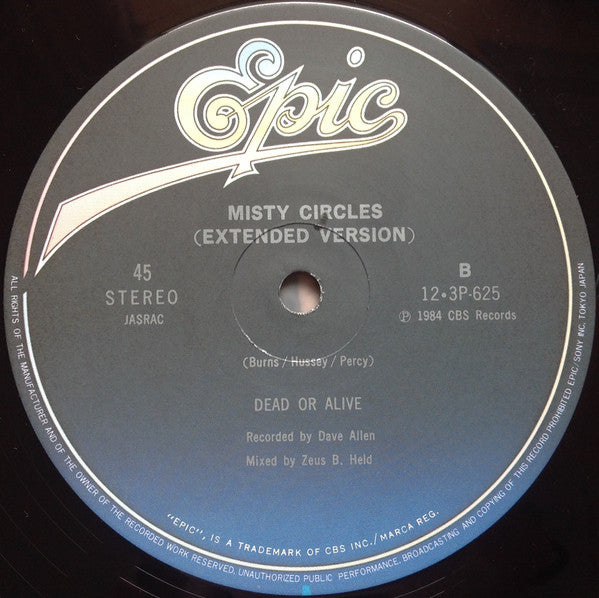 Epic
MISTY CIRCLES
(EXTENDED VERSION)
45
STEREO
JASRAC
B
12•3P-625
Ⓟ 1984 CBS Records
(Burns/Hussey/Percy)
DEAD OR ALIVE
Recorded by Dave Allen
Mixed by Zeus B. Held
"EPIC", IS A TRADEMARK OF CBS INC./MARCA REG.
ALL RIGHTS OF THE MANUFACTURER AND OF THE OWNER OF THE RECORDED WORK RESERVED. UNAUTHORIZED PUBLIC PERFORMANCE, BROADCASTING AND COPYING OF THIS RECORD PROHIBITED EPIC/SONY INC. TOKYO JAPAN